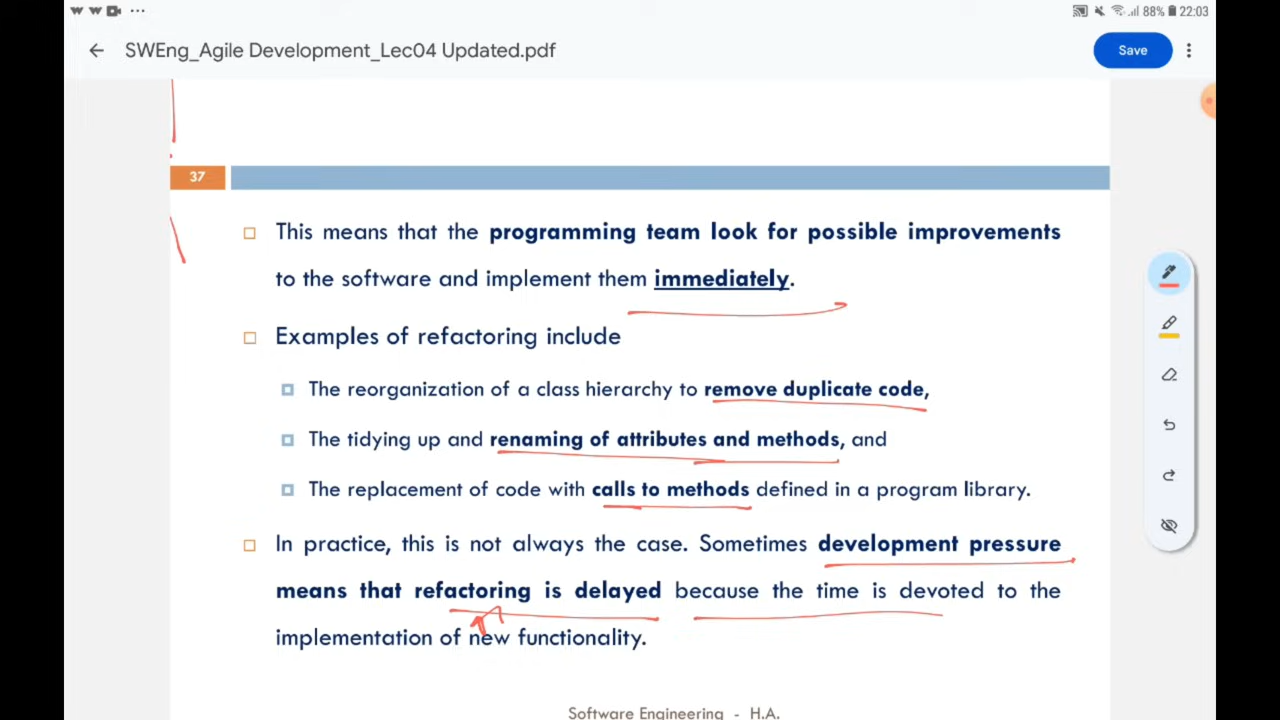 88% 22:03
SWEng_Agile Development_Lec04 Updated.pdf
Save
37
This means that the programming team look for possible improvements
to the software and implement them immediately.
Examples of refactoring include
The reorganization of a class hierarchy to remove duplicate code,
The tidying up and renaming of attributes and methods, and
The replacement of code with calls to methods defined in a program library.
In practice, this is not always the case. Sometimes development pressure
means that refactoring is delayed because the time is devoted to the
implementation of new functionality.
Software Engineering - H.A.